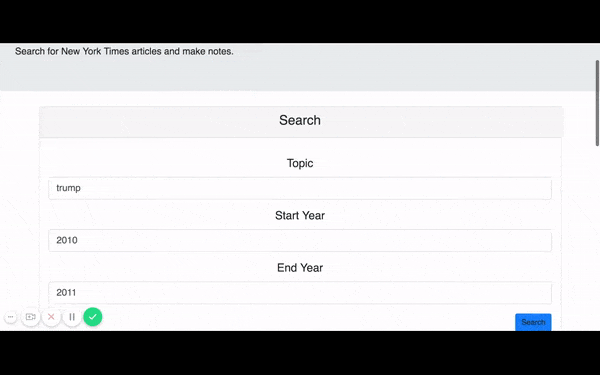 Search for New York Times articles and make notes.
Search
Topic
trump
Start Year
2010
End Year
2011
Search